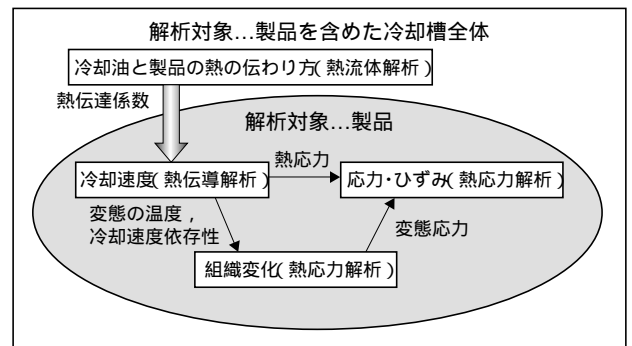 解析対象…製品を含めた冷却槽全体
冷却油と製品の熱の伝わり方(熱流体解析)
熱伝達係数
解析対象…製品
冷却速度(熱伝導解析)
熱応力
応力・ひずみ(熱応力解析)
変態の温度，
冷却速度依存性
変態応力
組織変化(熱応力解析)